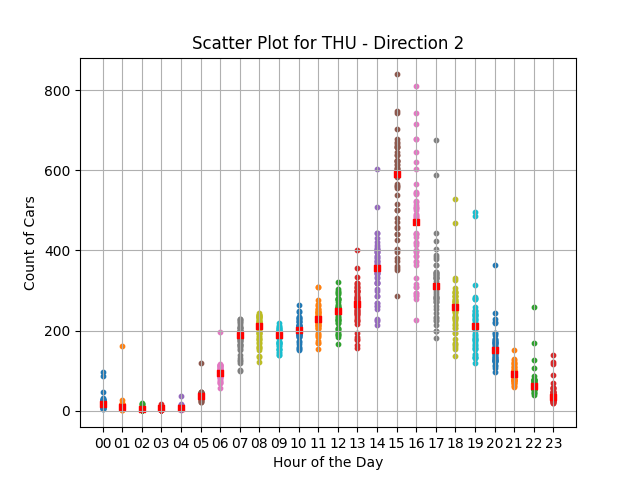 Scatter Plot for THU - Direction 2
800
600
400
200
0
Count of Cars
00 01 02 03 04 05 06 07 08 09 10 11 12 13 14 15 16 17 18 19 20 21 22 23
Hour of the Day